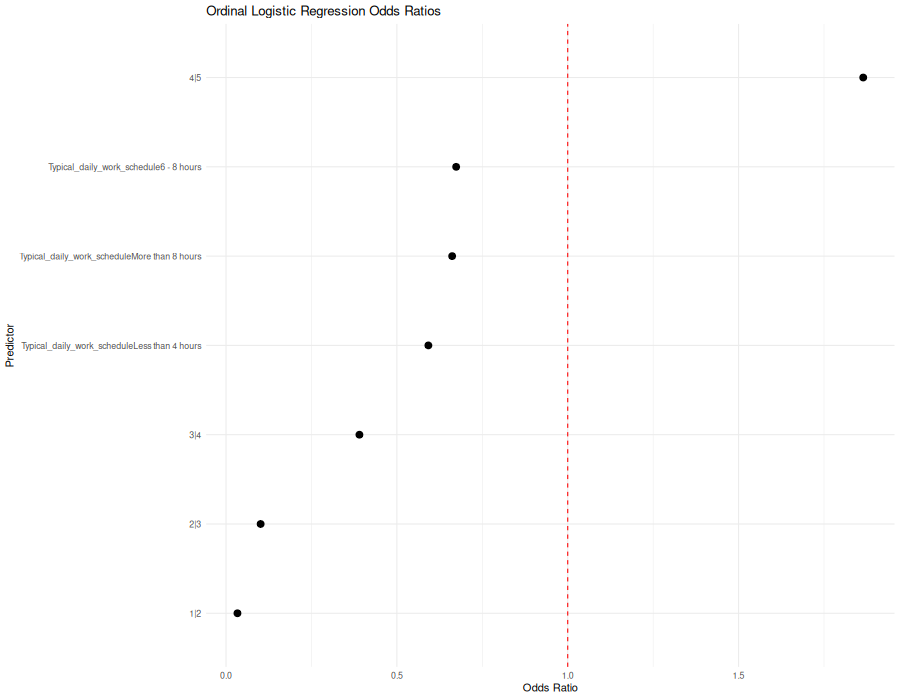 Ordinal Logistic Regression Odds Ratios
4|5
Typical_daily_work_schedule6 - 8 hours
Typical_daily_work_scheduleMore than 8 hours
Typical_daily_work_scheduleLess than 4 hours
3|4
2|3
1|2
Predictor
0.0 0.5 1.0 1.5
Odds Ratio